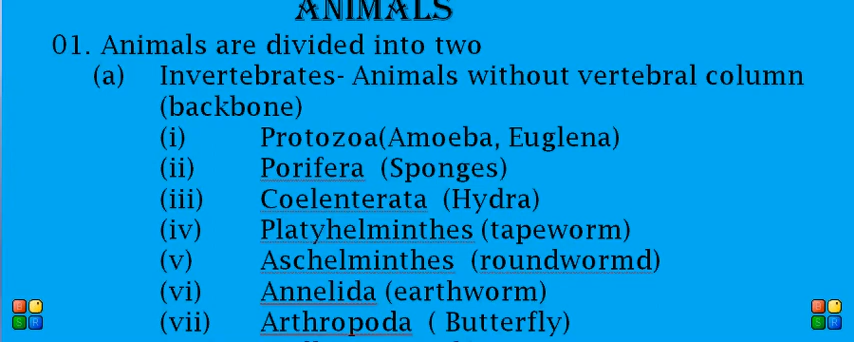 ANIMALS
01. Animals are divided into two
(a) Invertebrates- Animals without vertebral column
(backbone)
(i) Protozoa(Amoeba, Euglena)
(ii) Porifera (Sponges)
(iii) Coelenterata (Hydra)
(iv) Platyhelminthes (tapeworm)
(v) Aschelminthes (roundwormd)
(vi) Annelida (earthworm)
(vii) Arthropoda ( Butterfly)